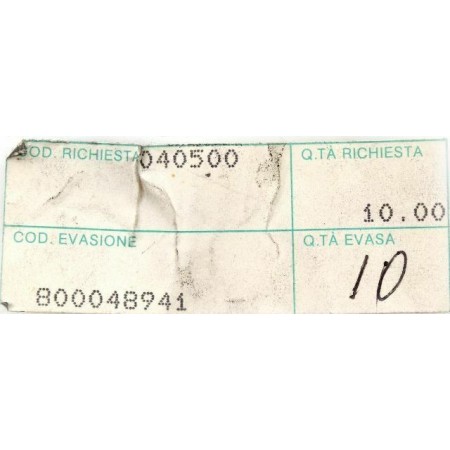 COD. RICHIESTA 040500
Q.TÀ RICHIESTA
10.00
COD. EVASIONE
800048941
Q.TÀ EVASA
10